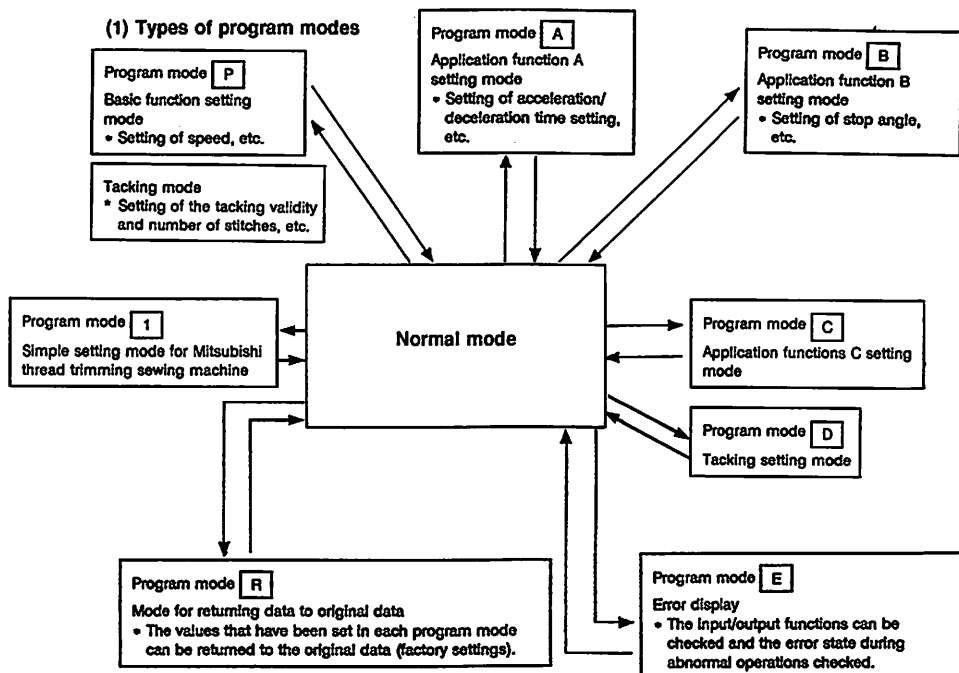 (1) Types of program modes
Program mode P
Basic function setting
mode
* Setting of speed, etc.
Tacking mode
* Setting of the tacking validity
and number of stitches, etc.
Program mode A
Application function A
setting mode
* Setting of acceleration/
deceleration time setting,
etc.
Program mode B
Application function B
setting mode
* Setting of stop angle,
etc.
Program mode 1
Simple setting mode for Mitsubishi
thread trimming sewing machine
Normal mode
Program mode C
Application functions C setting
mode
Program mode D
Tacking setting mode
Program mode R
Mode for returning data to original data
* The values that have been set in each program mode
can be returned to the original data (factory settings).
Program mode E
Error display
* The input/output functions can be
checked and the error state during
abnormal operations checked.